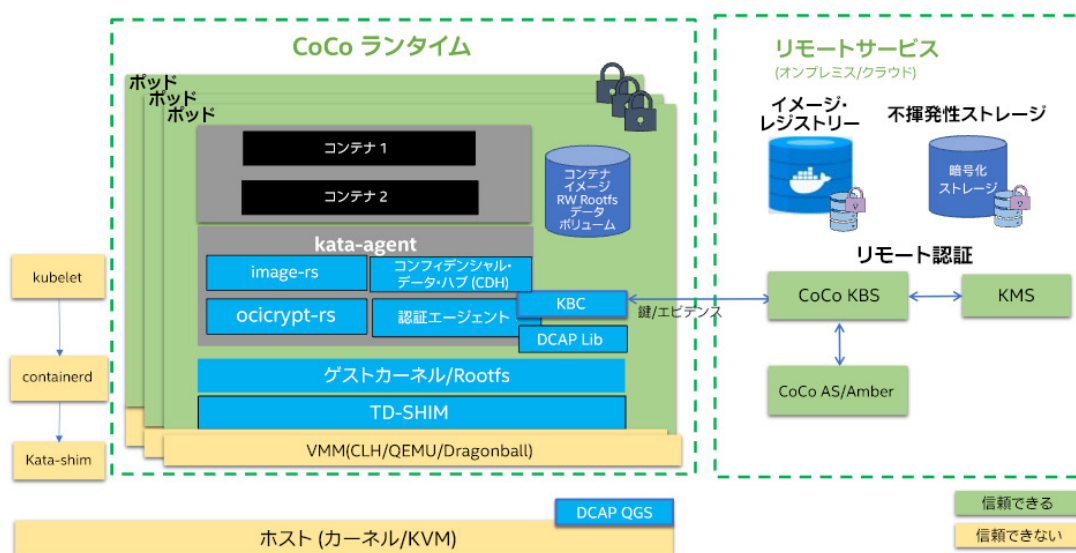 CoCo ランタイム
ポッド
ポッド
ポッド
コンテナ 1
コンテナ 2
コンテナ
イメージ
RW Rootfs
データ
ボリューム
kata-agent
image-rs
コンフィデンシャル・
データ・ハブ (CDH)
ocicrypt-rs
認証エージェント
KBC
DCAP Lib
ゲストカーネル/Rootfs
TD-SHIM
VMM(CLH/QEMU/Dragonball)
kubelet
containerd
Kata-shim
DCAP QGS
ホスト (カーネル/KVM)
鍵/エビデンス
リモートサービス
(オンプレミス/クラウド)
イメージ・
レジストリー
不揮発性ストレージ
暗号化
ストレージ
リモート認証
CoCo KBS
KMS
CoCo AS/Amber
信頼できる
信頼できない